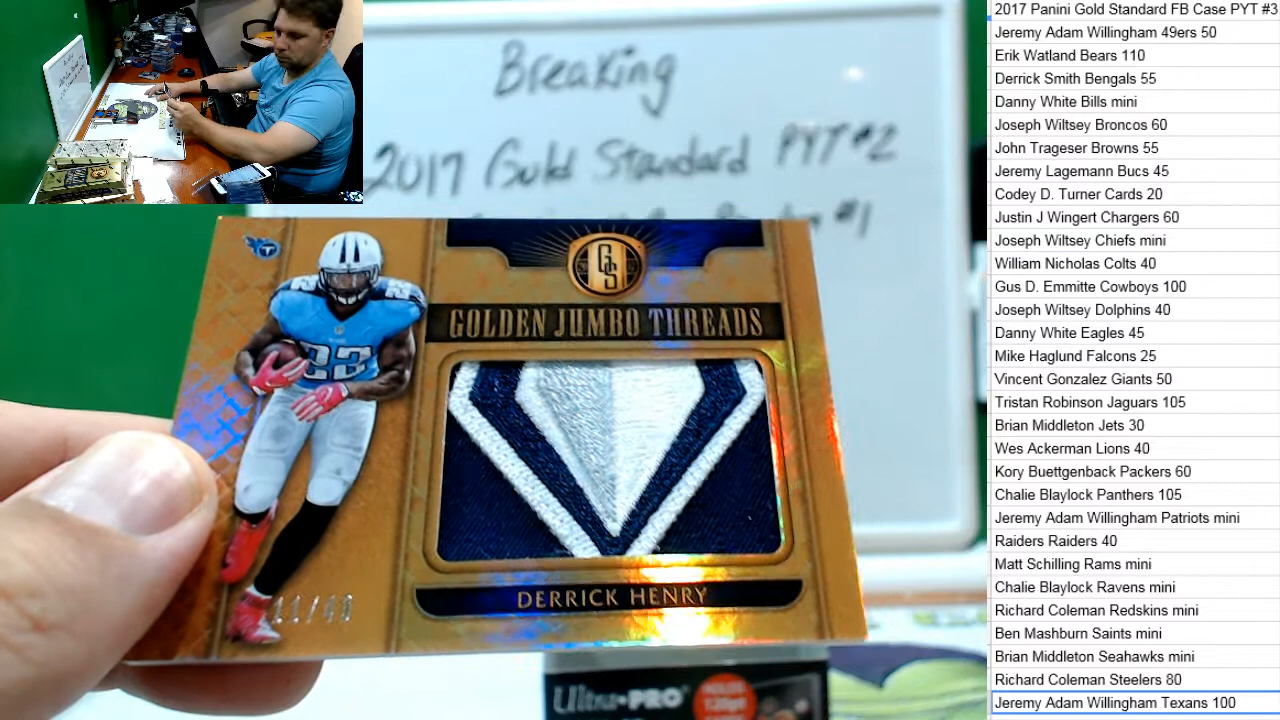 Breaking
2017 Gold Standard PYT #2
#1
GS
GOLDEN JUMBO THREADS
22
DERRICK HENRY
Ultra•PRO
2017 Panini Gold Standard FB Case PYT #3
Jeremy Adam Willingham 49ers 50
Erik Watland Bears 110
Derrick Smith Bengals 55
Danny White Bills mini
Joseph Wiltsey Broncos 60
John Trageser Browns 55
Jeremy Lagemann Bucs 45
Codey D. Turner Cards 20
Justin J Wingert Chargers 60
Joseph Wiltsey Chiefs mini
William Nicholas Colts 40
Gus D. Emmitte Cowboys 100
Joseph Wiltsey Dolphins 40
Danny White Eagles 45
Mike Haglund Falcons 25
Vincent Gonzalez Giants 50
Tristan Robinson Jaguars 105
Brian Middleton Jets 30
Wes Ackerman Lions 40
Kory Buettgenback Packers 60
Chalie Blaylock Panthers 105
Jeremy Adam Willingham Patriots mini
Raiders Raiders 40
Matt Schilling Rams mini
Chalie Blaylock Ravens mini
Richard Coleman Redskins mini
Ben Mashburn Saints mini
Brian Middleton Seahawks mini
Richard Coleman Steelers 80
Jeremy Adam Willingham Texans 100